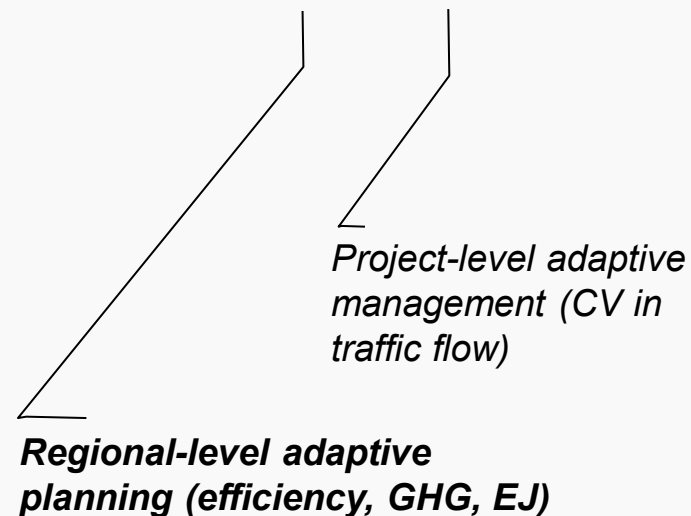 Project-level adaptive
management (CV in
traffic flow)
Regional-level adaptive
planning (efficiency, GHG, EJ)